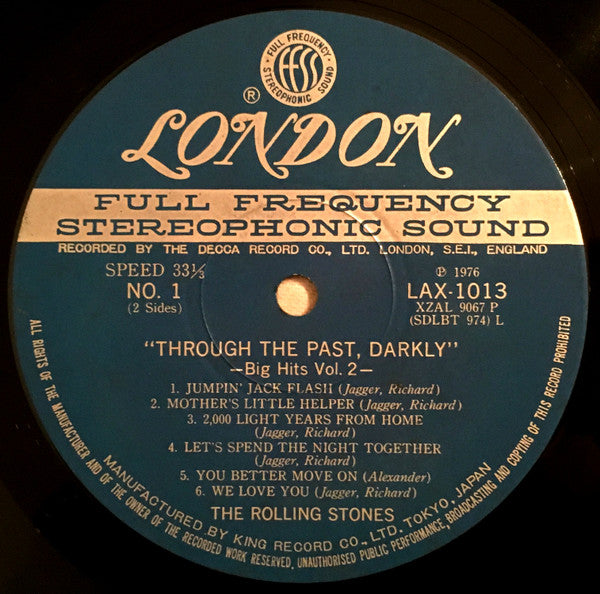 FULL FREQUENCY
ffss
STEREOPHONIC SOUND
®
LONDON
FULL FREQUENCY
STEREOPHONIC SOUND
RECORDED BY THE DECCA RECORD CO., LTD. LONDON, S.E.I., ENGLAND
SPEED 33⅓
℗ 1976
NO. 1
LAX-1013
(2 Sides)
XZAL 9067 P
(SDLBT 974) L
"THROUGH THE PAST, DARKLY"
—Big Hits Vol. 2—
1. JUMPIN' JACK FLASH (Jagger, Richard)
2. MOTHER'S LITTLE HELPER (Jagger, Richard)
3. 2,000 LIGHT YEARS FROM HOME
(Jagger, Richard)
4. LET'S SPEND THE NIGHT TOGETHER
(Jagger, Richard)
5. YOU BETTER MOVE ON (Alexander)
6. WE LOVE YOU (Jagger, Richard)
THE ROLLING STONES
MANUFACTURED BY KING RECORD CO., LTD. TOKYO, JAPAN
ALL RIGHTS OF THE MANUFACTURER AND OF THE OWNER OF THE RECORDED WORK RESERVED, UNAUTHORISED PUBLIC PERFORMANCE, BROADCASTING AND COPYING OF THIS RECORD PROHIBITED